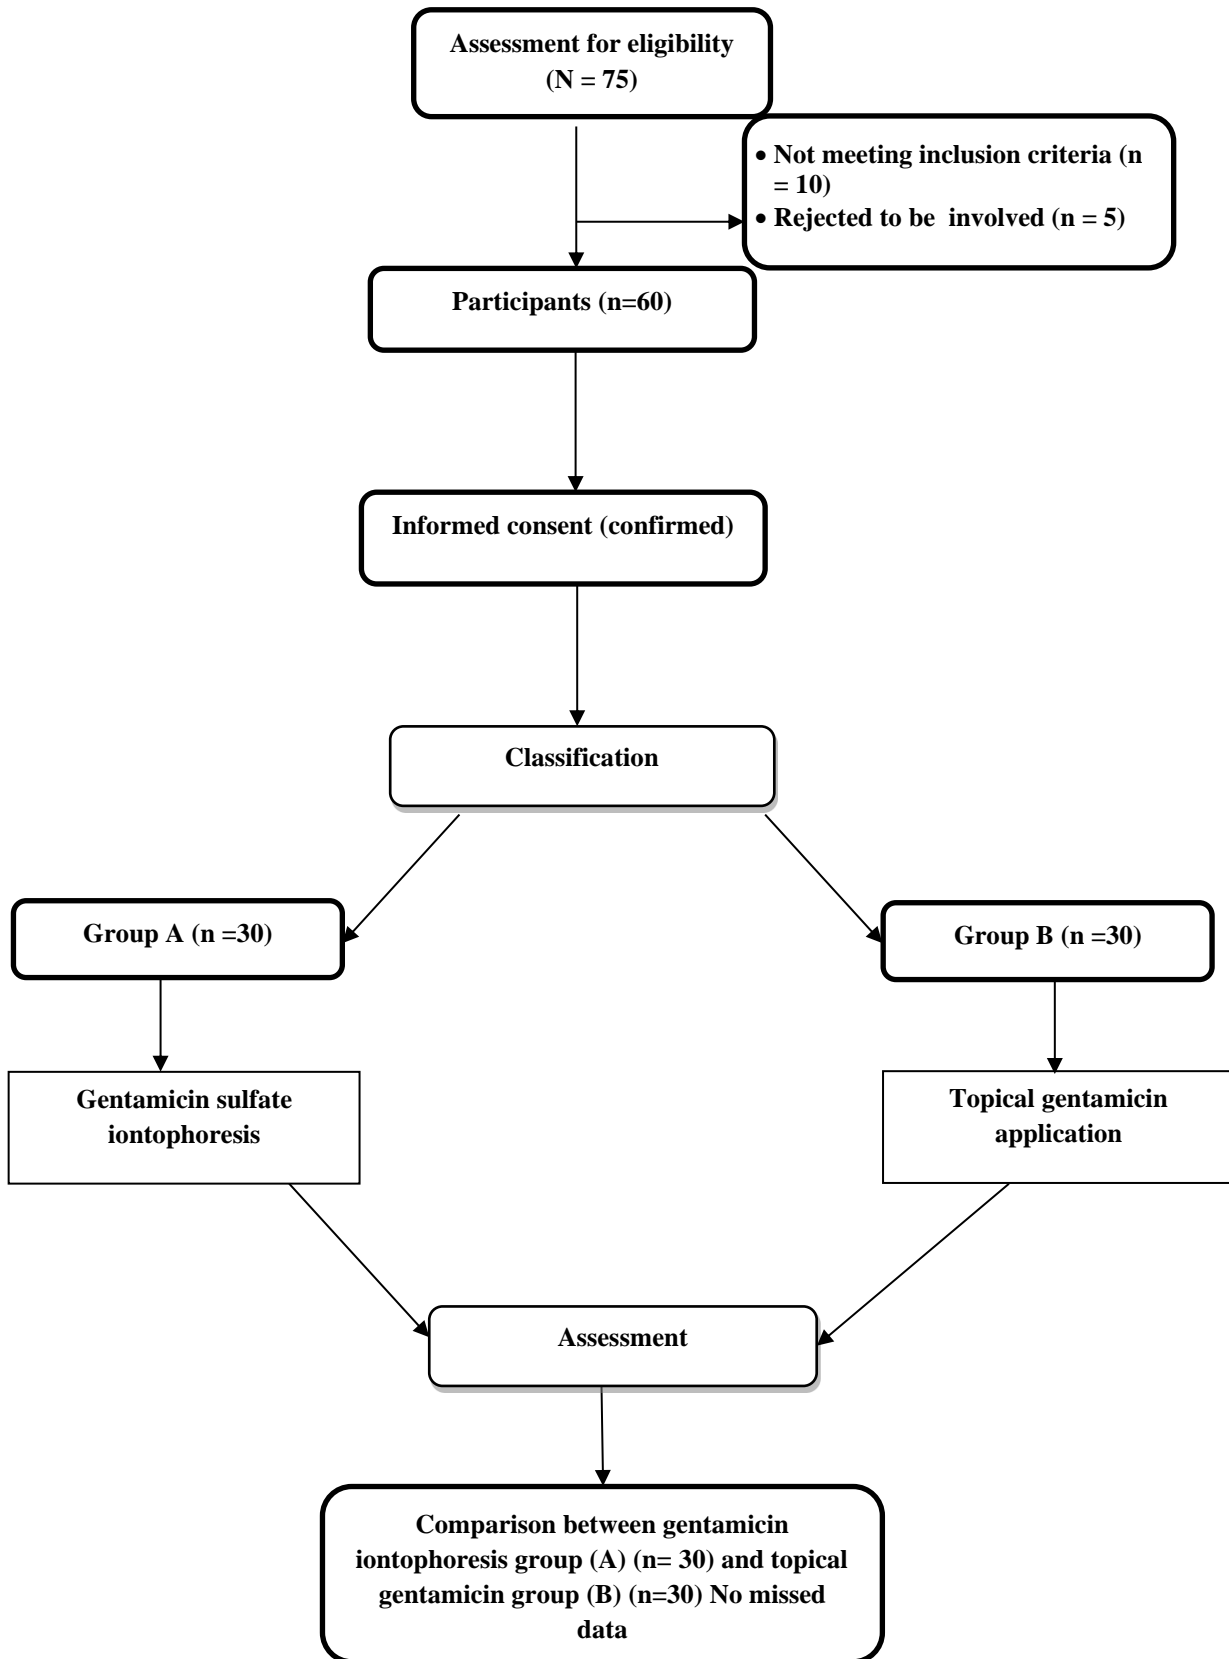 Assessment for eligibility
(N = 75)
• Not meeting inclusion criteria (n
= 10)
• Rejected to be  involved (n = 5)
Participants (n=60)
Informed consent (confirmed)
Classification
Group A (n =30)
Group B (n =30)
Gentamicin sulfate
iontophoresis
Topical gentamicin
application
Assessment
Comparison between gentamicin
iontophoresis group (A) (n= 30) and topical
gentamicin group (B) (n=30) No missed
data